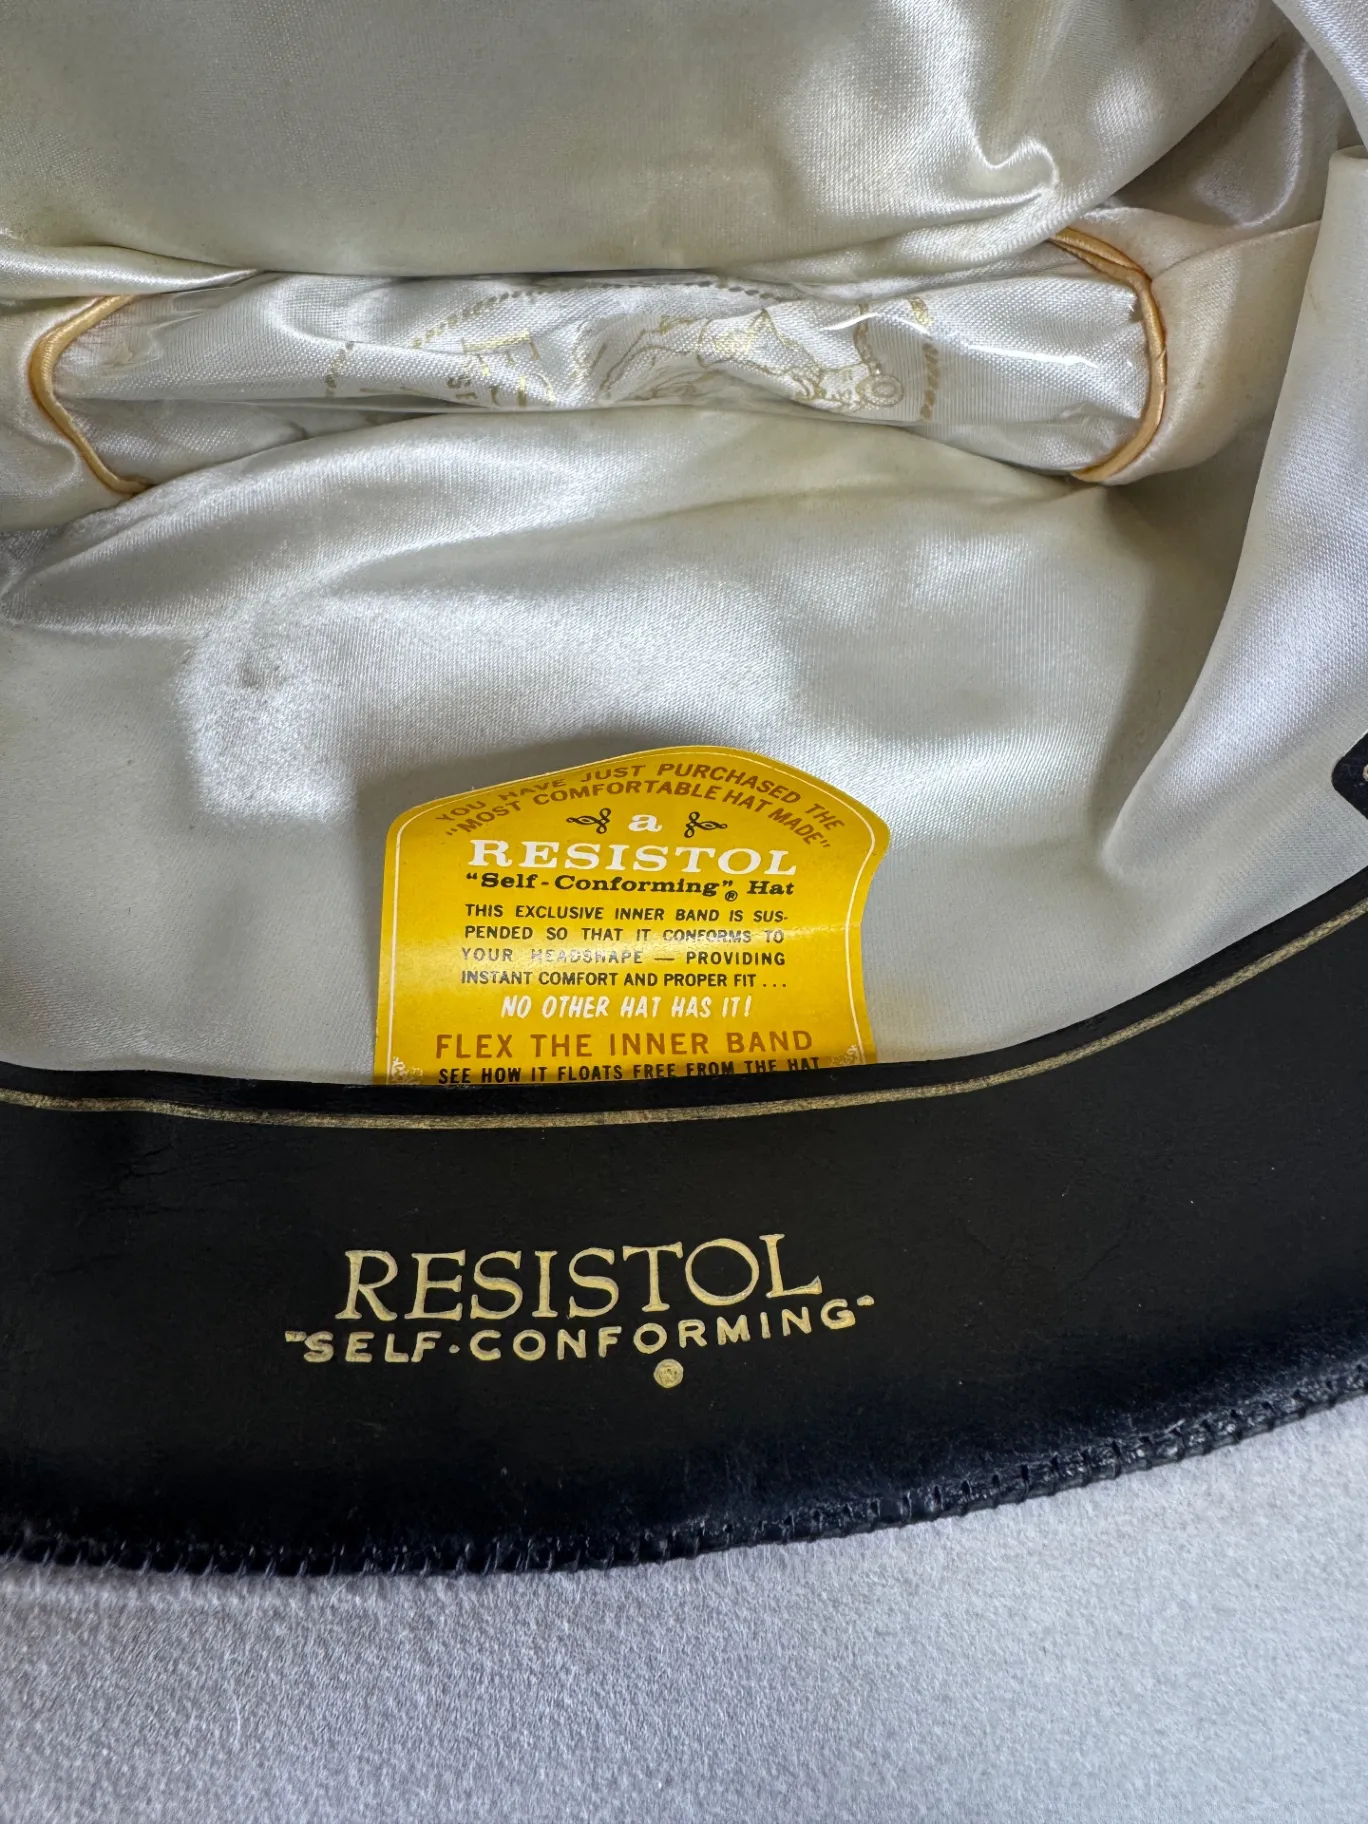 YOU HAVE JUST PURCHASED THE
"MOST COMFORTABLE HAT MADE"
a
RESISTOL
"Self-Conforming"® Hat
THIS EXCLUSIVE INNER BAND IS SUS-
PENDED SO THAT IT CONFORMS TO
YOUR HEADSHAPE — PROVIDING
INSTANT COMFORT AND PROPER FIT...
NO OTHER HAT HAS IT!
FLEX THE INNER BAND
SEE HOW IT FLOATS FREE FROM THE HAT
RESISTOL
"SELF-CONFORMING"
®